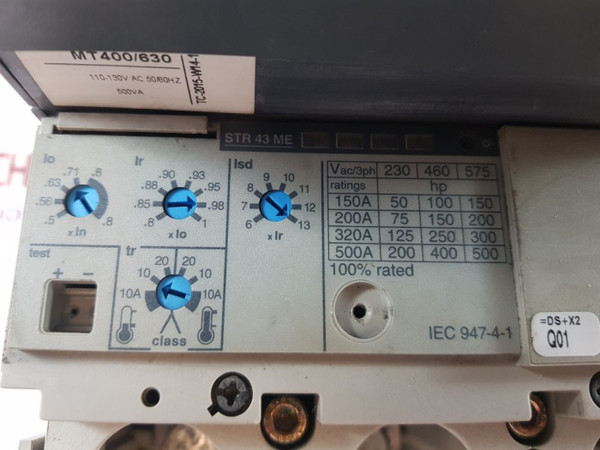 MT400/630
110-130V AC 50/60HZ
500VA
TC-2015-W14-1
STR 43 ME
Io
.5 .56 .63 .71 .8 .8
x In
Ir
.8 .85 .88 .90 .93 .95 .98 1
x Io
Isd
6 7 8 9 10 11 12 13
x Ir
test
+ −
tr
10A 10 20 20 10 10A
class
Vac/3ph 230 460 575
ratings hp
150A 50 100 150
200A 75 150 200
320A 125 250 300
500A 200 400 500
100% rated
IEC 947-4-1
=DS+X2
Q01